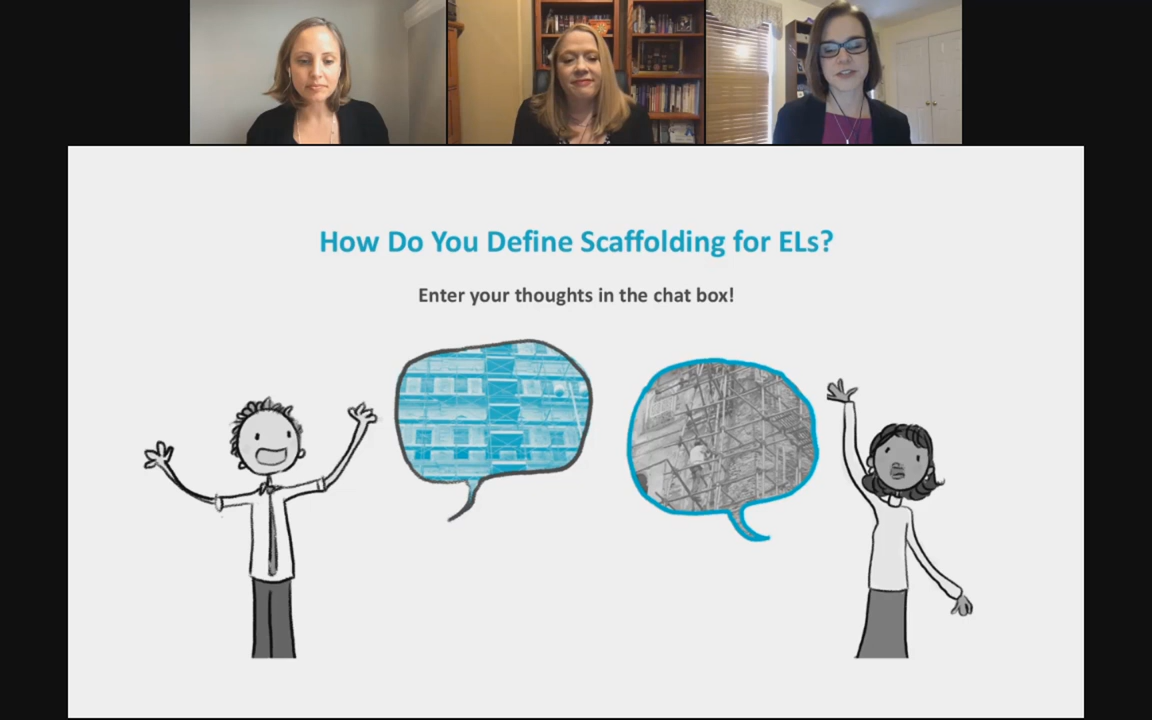 How Do You Define Scaffolding for ELs?
Enter your thoughts in the chat box!